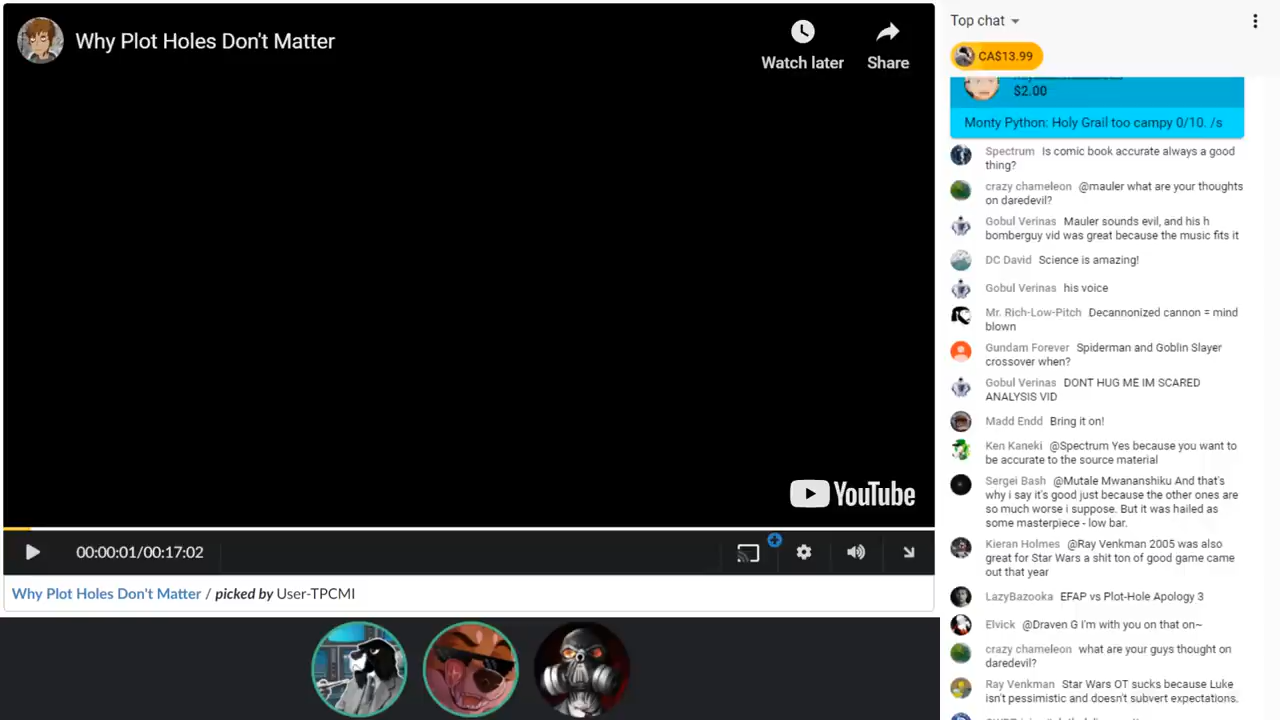 Why Plot Holes Don't Matter
Watch later
Share
YouTube
00:00:01/00:17:02
Why Plot Holes Don't Matter / picked by User-TPCMI
Top chat
CA$13.99
$2.00
Monty Python: Holy Grail too campy 0/10. /s
Spectrum Is comic book accurate always a good
thing?
crazy chameleon @mauler what are your thoughts
on daredevil?
Gobul Verinas Mauler sounds evil, and his h
bomberguy vid was great because the music fits it
DC David Science is amazing!
Gobul Verinas his voice
Mr. Rich-Low-Pitch Decannonized cannon = mind
blown
Gundam Forever Spiderman and Goblin Slayer
crossover when?
Gobul Verinas DONT HUG ME IM SCARED
ANALYSIS VID
Madd Endd Bring it on!
Ken Kaneki @Spectrum Yes because you want to
be accurate to the source material
Sergei Bash @Mutale Mwananshiku And that's
why i say it's good just because the other ones are
so much worse i suppose. But it was hailed as
some masterpiece - low bar.
Kieran Holmes @Ray Venkman 2005 was also
great for Star Wars a shit ton of good game came
out that year
LazyBazooka EFAP vs Plot-Hole Apology 3
Elvick @Draven G I'm with you on that on~
crazy chameleon what are your guys thought on
daredevil?
Ray Venkman Star Wars OT sucks because Luke
isn't pessimistic and doesn't subvert expectations.